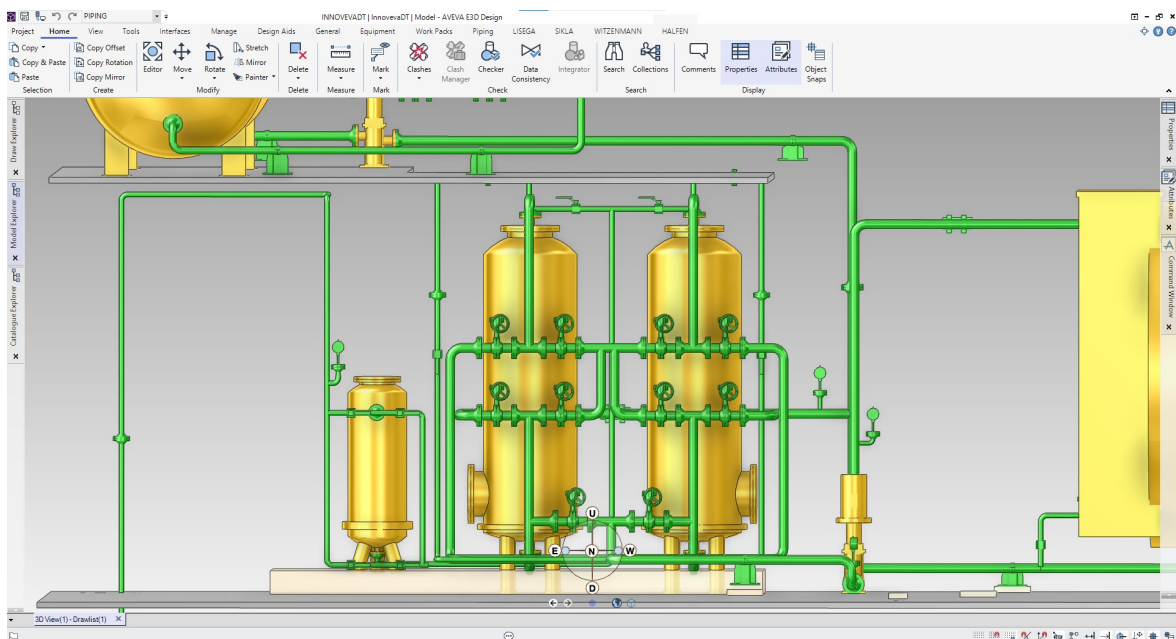 PIPING
INNOVEVADT | InnovevaDT | Model - AVEVA E3D Design
Project Home View Tools Interfaces Manage Design Aids General Equipment Work Packs Piping LISEGA SIKLA WITZENMANN HALFEN
Copy Copy Offset Stretch
Copy & Paste Copy Rotation Mirror
Paste Copy Mirror Painter
Editor Move Rotate Delete Measure Mark Clashes Clash Manager Checker Data Consistency Integrator Search Collections Comments Properties Attributes Object Snaps
Selection Create Modify Delete Measure Mark Check Search Display
Draw Explorer
Model Explorer
Catalogue Explorer
Properties
Attributes
Command Window
U
E N W
D
3D View(1) - Drawlist(1)